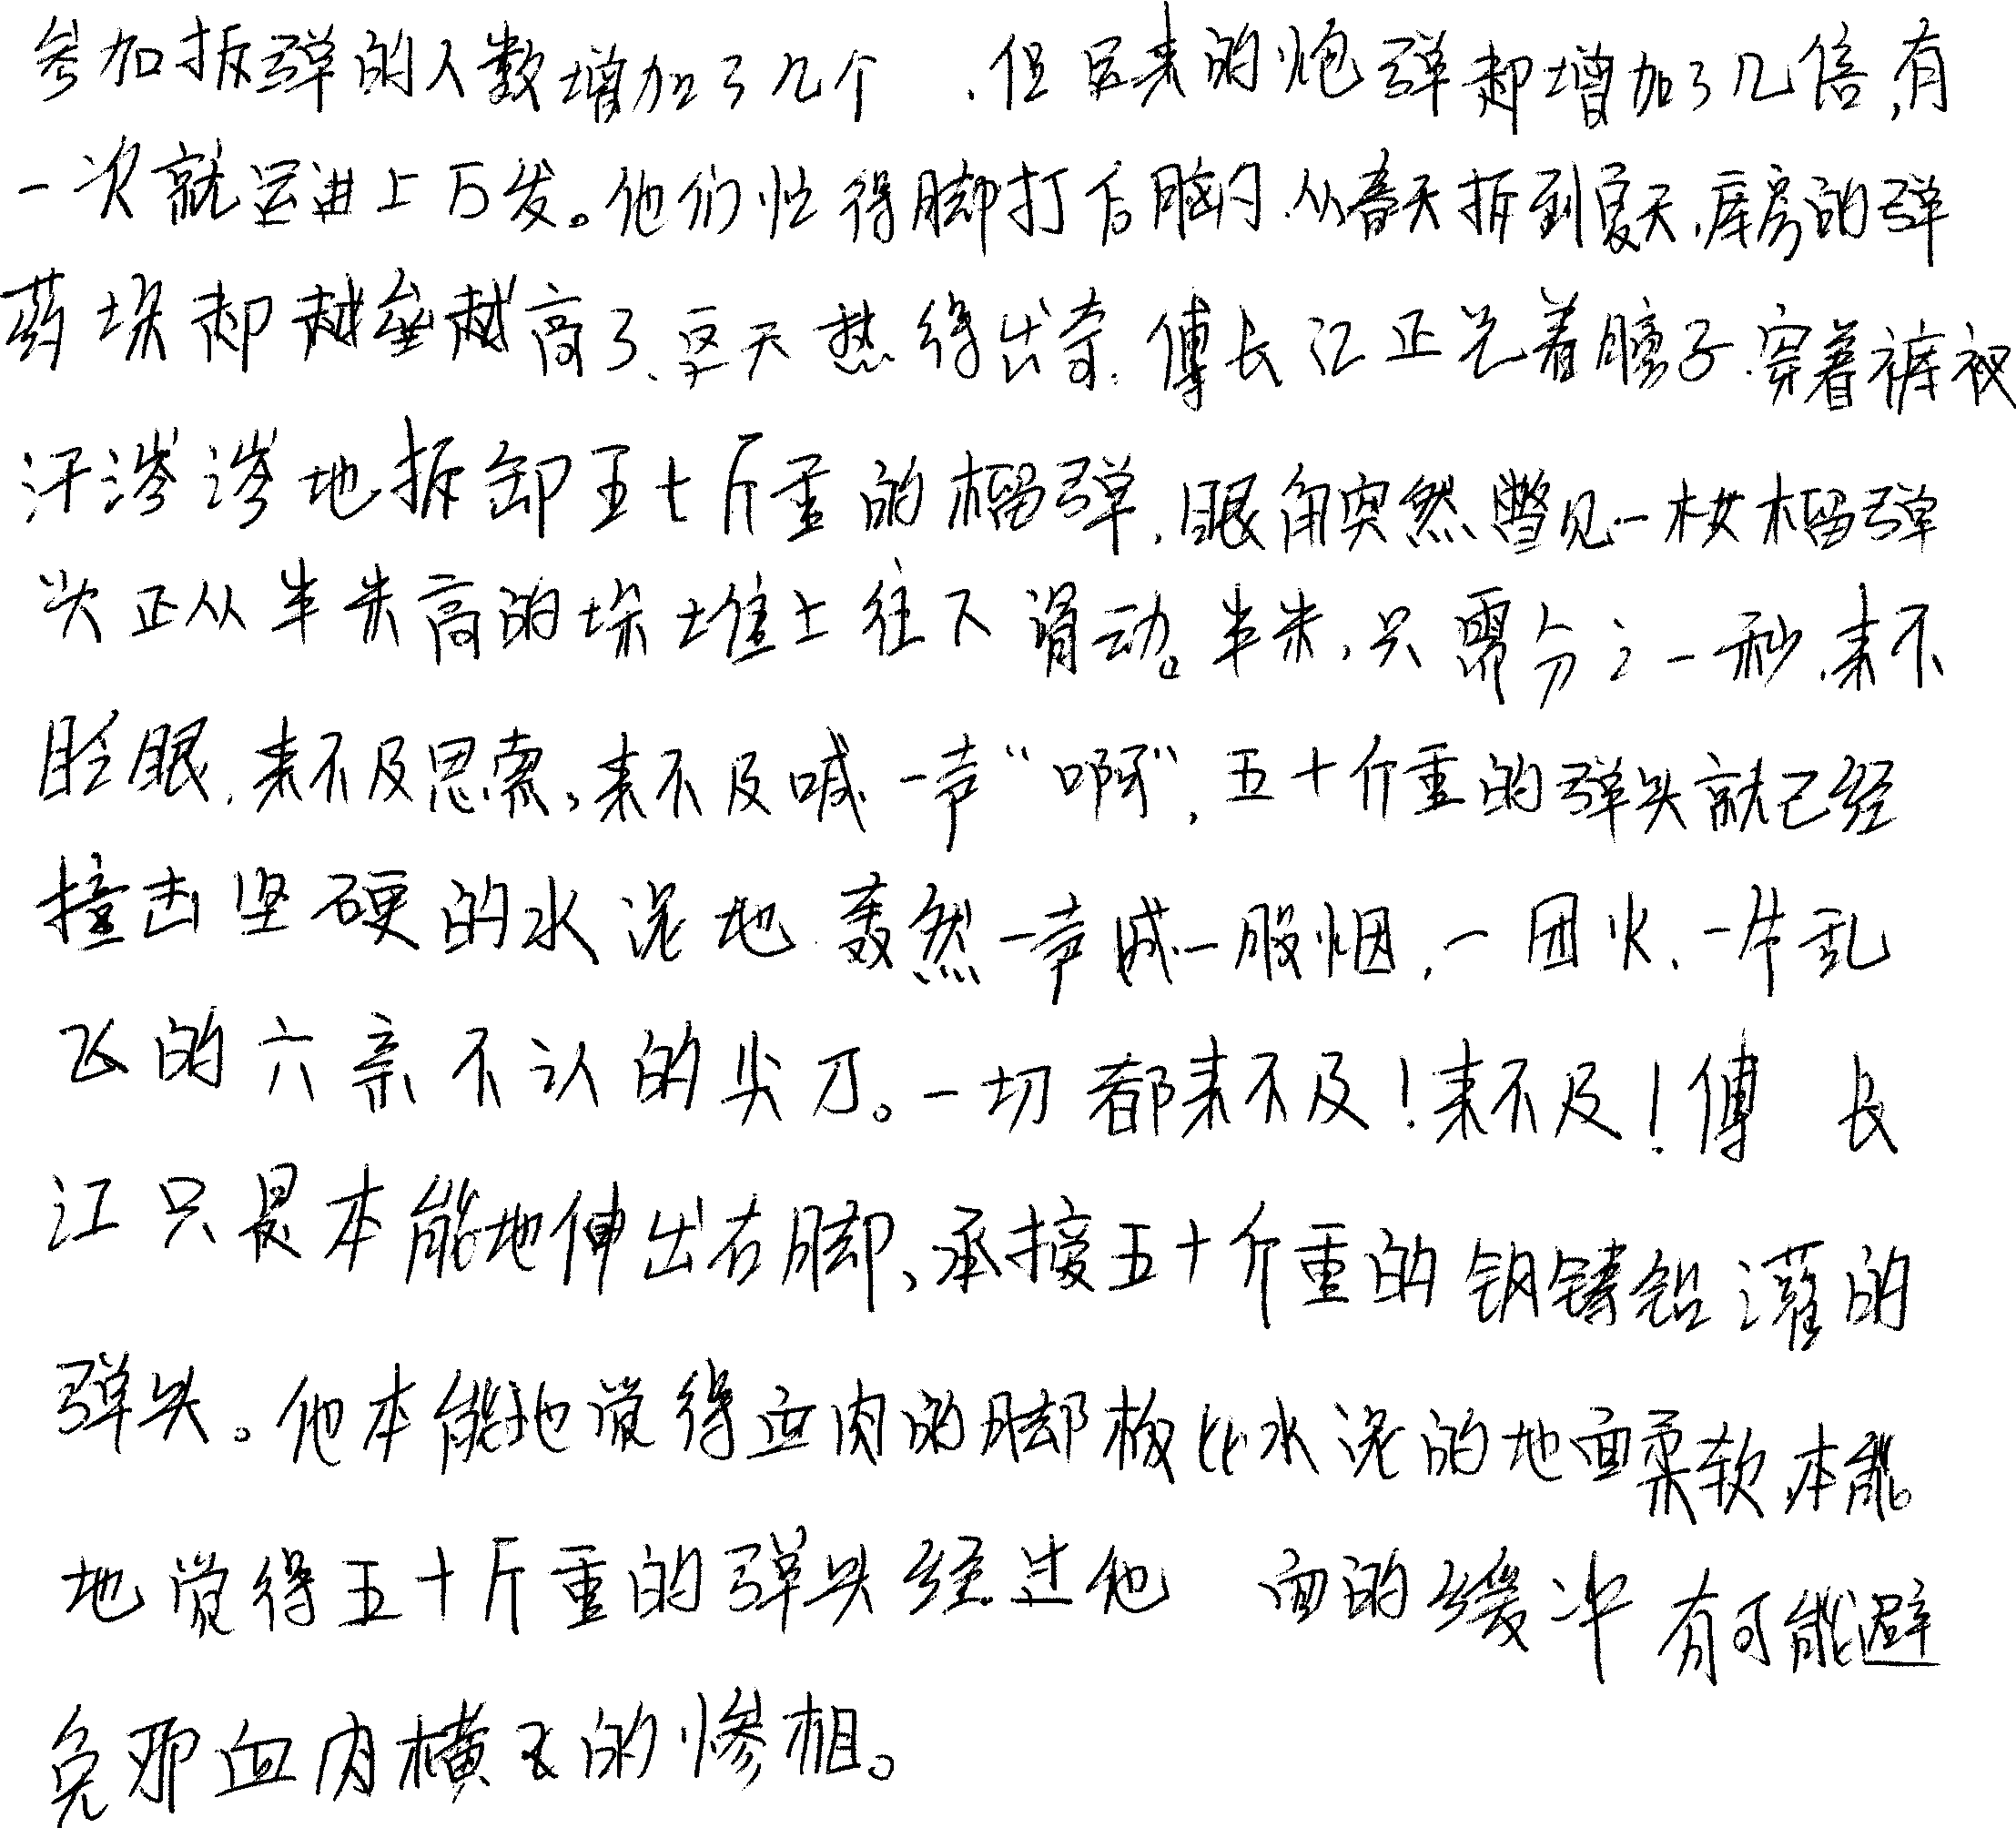 参加拆弹的人数增加了几个,但运来的炮弹却增加了几倍,有
一次就运进上万发。他们忙得脚打后脑勺.从春天拆到夏天,库房的弹
药垛却越垒越高了.夏天热得出奇.傅长江正光着膀子.穿着裤衩
汗涔涔地拆卸五七斤重的榴弹,眼角突然瞥见一枚榴弹
头正从半米高的垛堆上往下滑动。半米,只需分之一秒.来不
眨眼,来不及思索,来不及喊一声“啊”,五十斤重的弹头就已经
撞击坚硬的水泥地.轰然一声成一股烟,一团火.一片乱
飞的六亲不认的尖刀。一切都来不及!来不及!傅长
江只是本能地伸出右脚,承接五十斤重的钢铸铅灌的
弹头。他本能地觉得血肉的脚板比水泥的地面柔软,本能
地觉得五十斤重的弹头经过他 面的缓冲有可能避
免那血肉横飞的惨相。